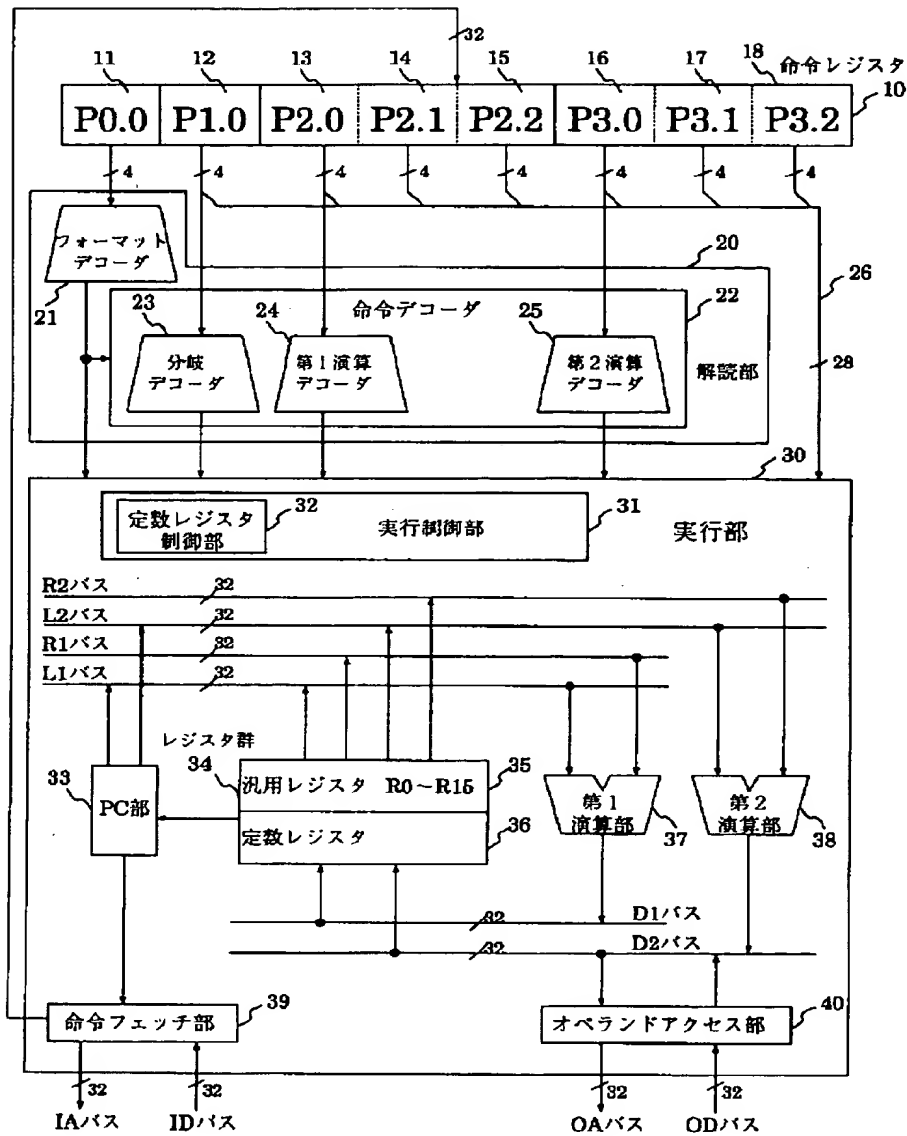 32
11 12 13 14 15 16 17 18 命令レジスタ
10
P0.0 P1.0 P2.0 P2.1 P2.2 P3.0 P3.1 P3.2
4 4 4 4 4 4 4 4
フォーマット
デコーダ
21
20
26
命令デコーダ
22
23
分岐
デコーダ
24
第1演算
デコーダ
25
第2演算
デコーダ
解読部
28
30
定数レジスタ
制御部
32
実行制御部
31
実行部
R2バス 32
L2バス 32
R1バス 32
L1バス 32
レジスタ群
33
PC部
34
汎用レジスタ R0~R15
35
定数レジスタ
36
第1
演算部
37
第2
演算部
38
32 D1バス
32 D2バス
命令フェッチ部
39
オペランドアクセス部
40
32 32 32 32
IAバス IDバス OAバス ODバス